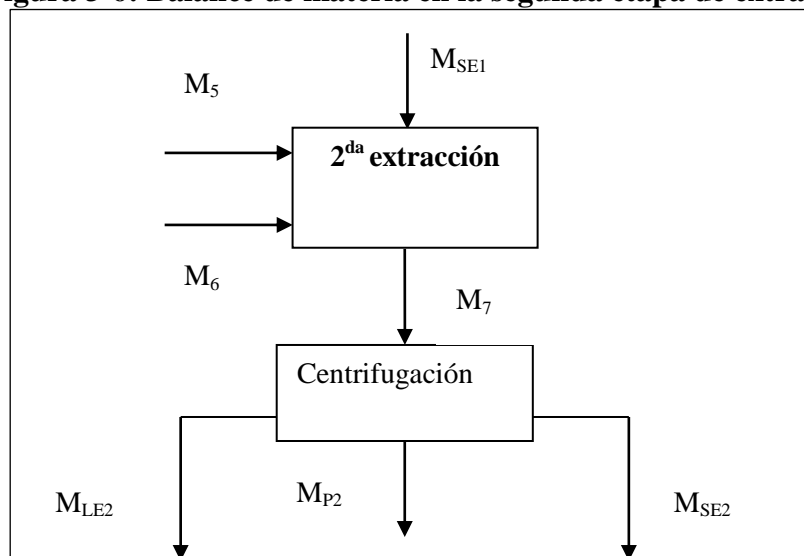 igura 3-6: Balance de materia en la segunda etapa de extra
M_SE1
M_5
2^da extracción
M_6
M_7
Centrifugación
M_LE2
M_P2
M_SE2